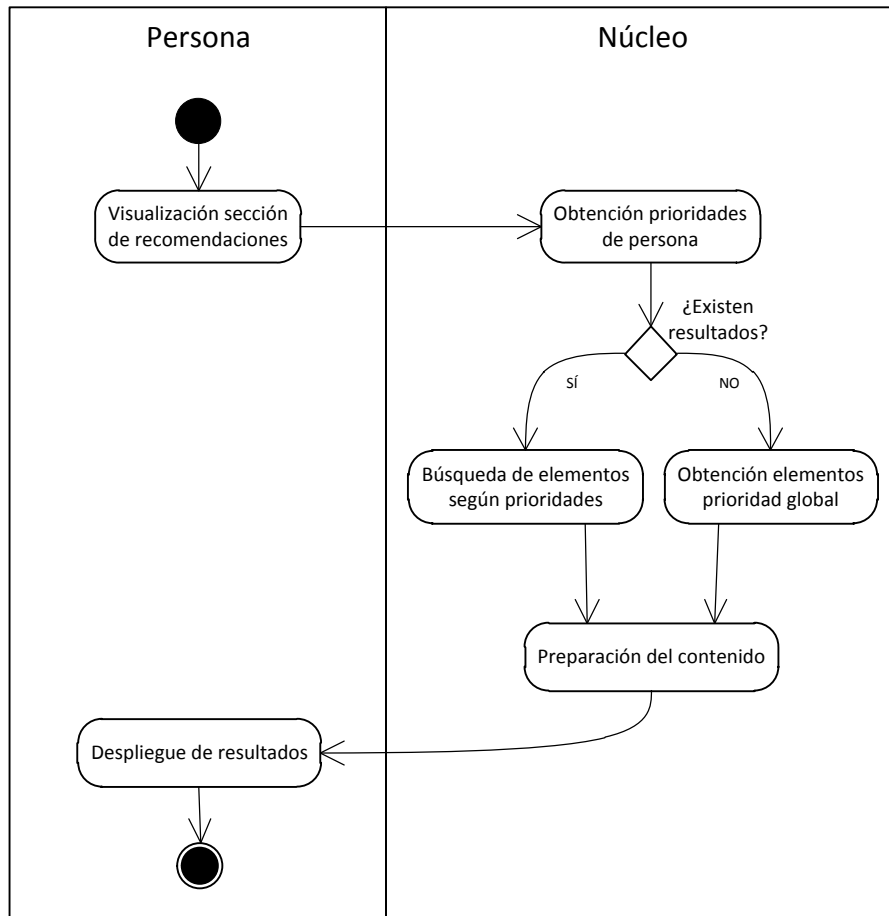 Persona
Núcleo
Visualización sección
de recomendaciones
Obtención prioridades
de persona
¿Existen
resultados?
SÍ
NO
Búsqueda de elementos
según prioridades
Obtención elementos
prioridad global
Preparación del contenido
Despliegue de resultados